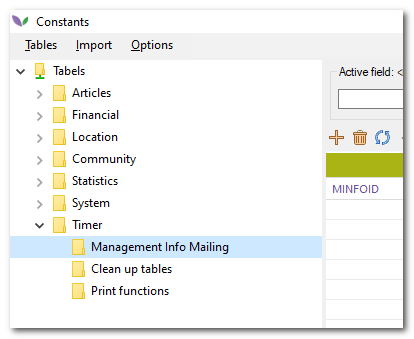 Constants
Tables Import Options
Tabels
Active field: <
Articles
Financial
Location
Community
Statistics
System
MINFOID
Timer
Management Info Mailing
Clean up tables
Print functions